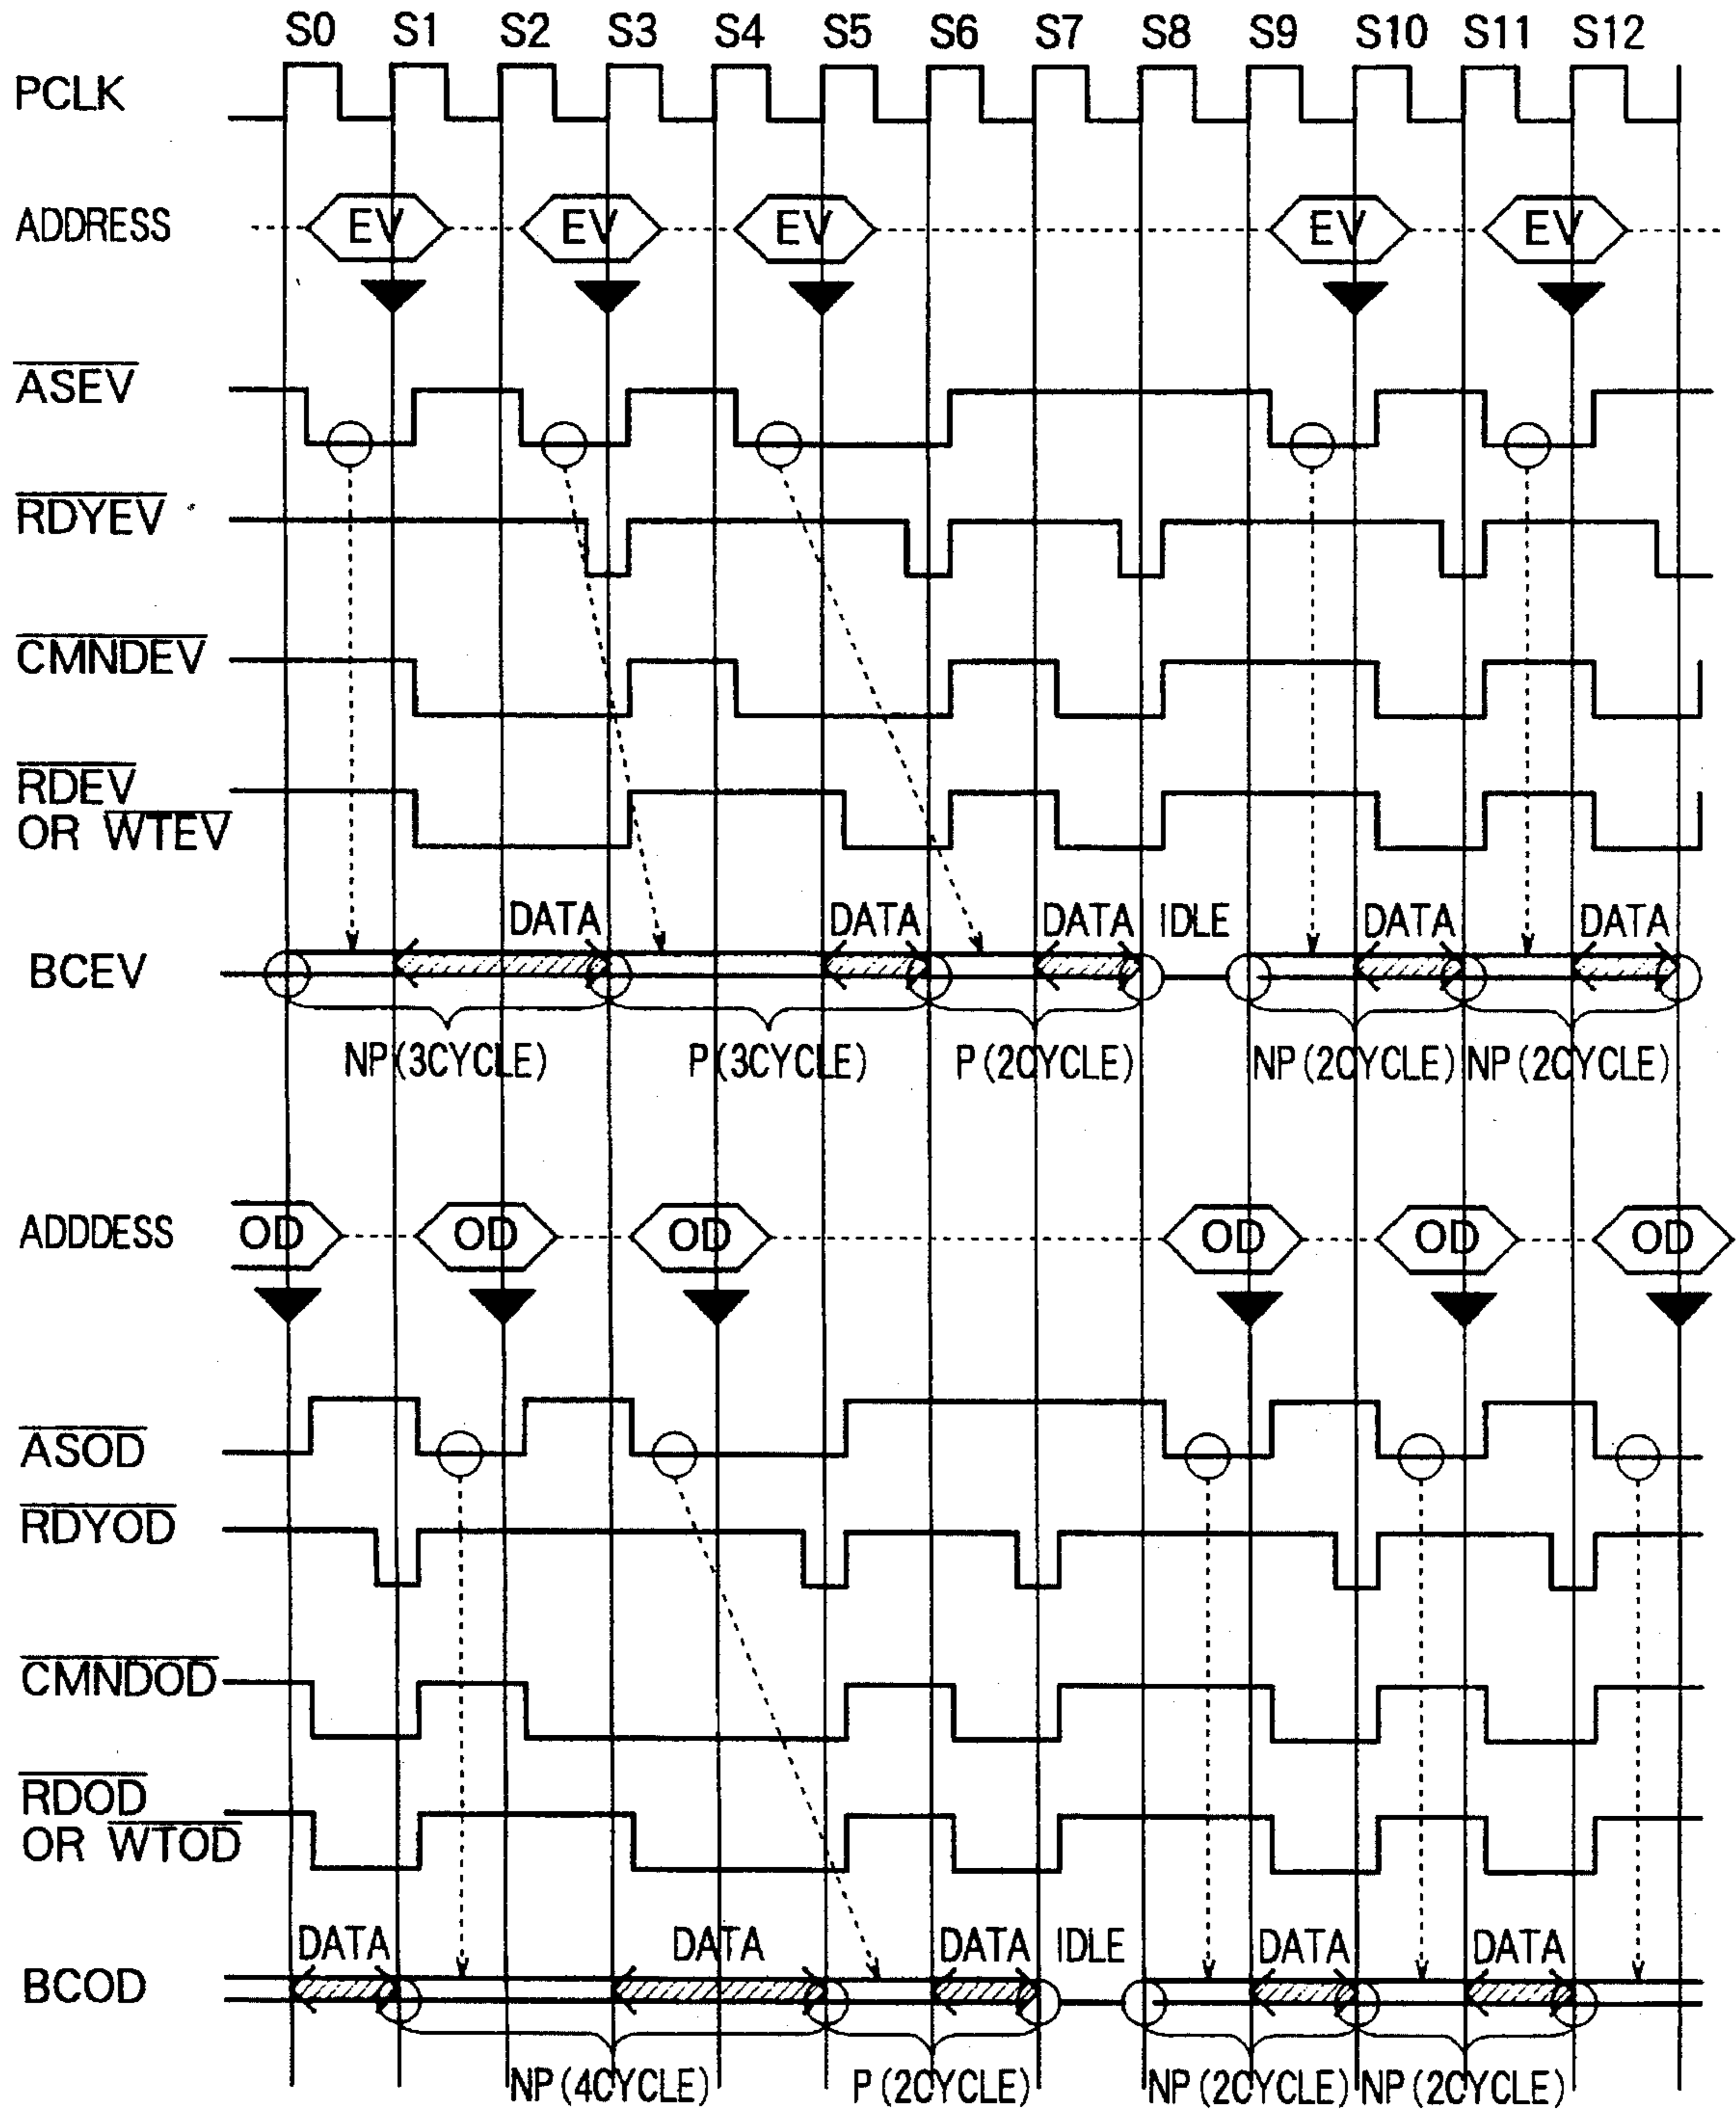 S0 S1 S2 S3 S4 S5 S6 S7 S8 S9 S10 S11 S12
PCLK
ADDRESS EV EV EV EV EV
ASEV
RDYEV
CMNDEV
RDEV
OR WTEV
DATA DATA DATA IDLE DATA DATA
BCEV
NP(3CYCLE) P(3CYCLE) P(2CYCLE) NP(2CYCLE) NP(2CYCLE)
ADDDESS OD OD OD OD OD OD
ASOD
RDYOD
CMNDOD
RDOD
OR WTOD
DATA DATA DATA IDLE DATA DATA
BCOD
NP(4CYCLE) P(2CYCLE) NP(2CYCLE) NP(2CYCLE)